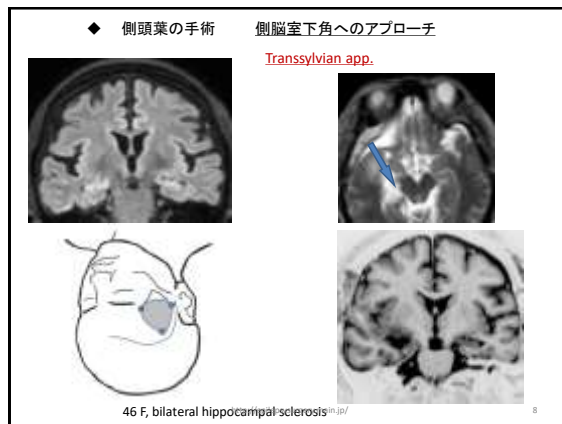 ◆ 側頭葉の手術 側脳室下角へのアプローチ
Transsylvian app.
46 F, bilateral hippocampal sclerosis
8